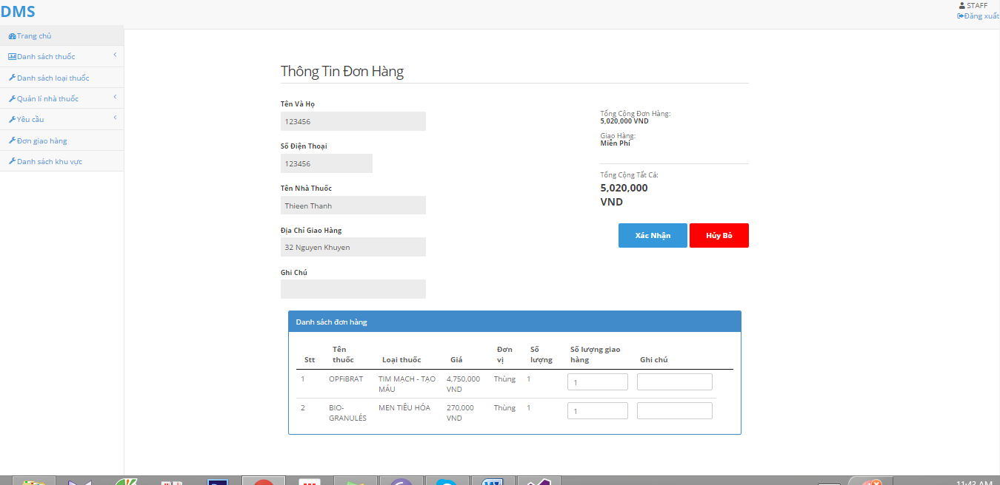 DMS
STAFF
Đăng xuất
Trang chủ
Danh sách thuốc
Danh sách loại thuốc
Quản lí nhà thuốc
Yêu cầu
Đơn giao hàng
Danh sách khu vực
Thông Tin Đơn Hàng
Tên Và Họ
123456
Số Điện Thoại
123456
Tên Nhà Thuốc
Thieen Thanh
Địa Chỉ Giao Hàng
32 Nguyen Khuyen
Ghi Chú
Tổng Cộng Đơn Hàng:
5,020,000 VND
Giao Hàng:
Miễn Phí
Tổng Cộng Tất Cả:
5,020,000
VND
Xác Nhận Hủy Bỏ
Danh sách đơn hàng
Stt Tên thuốc Loại thuốc Giá Đơn vị Số lượng Số lượng giao hàng Ghi chú
1 OPFiBRAT TIM MẠCH - TẠO 4,750,000 Thùng 1 1
MÁU VND
2 BIO- MEN TIÊU HÓA 270,000 Thùng 1 1
GRANULÉS VND
11:43 AM